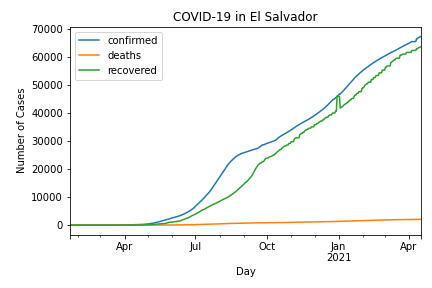 COVID-19 in El Salvador
confirmed
deaths
recovered
Number of Cases
70000
60000
50000
40000
30000
20000
10000
0
Apr
Jul
Oct
Jan
2021
Apr
Day